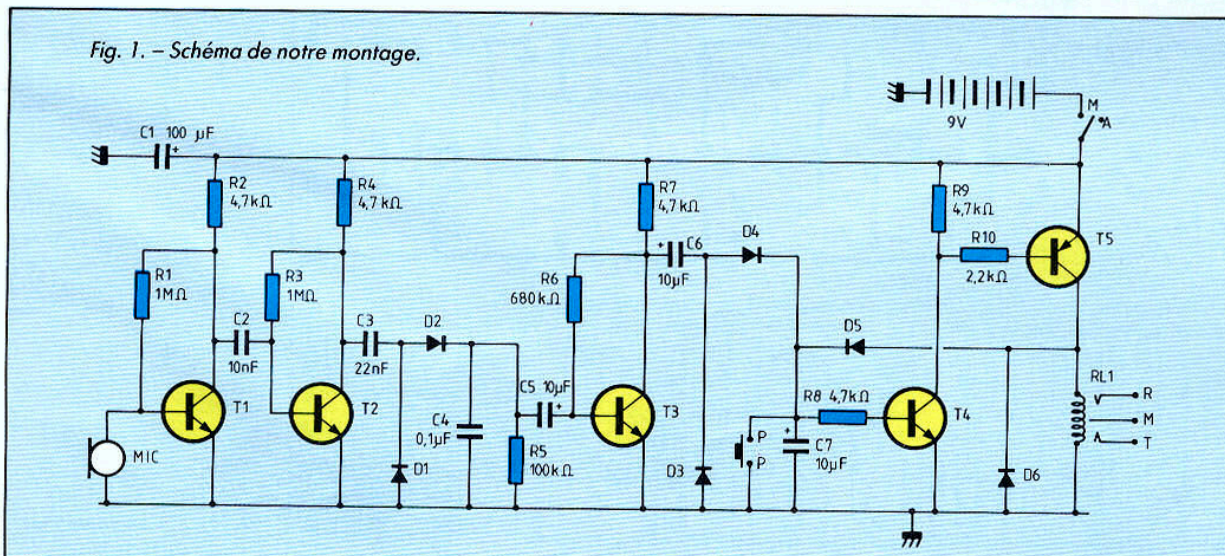 Fig. 1. – Schéma de notre montage.
9V
M
A
C1 100 µF
+
R2
4,7kΩ
R4
4,7kΩ
R7
4,7kΩ
R9
4,7kΩ
R1
1MΩ
R3
1MΩ
R6
680kΩ
+
C6
10µF
D4
R10
2,2kΩ
T5
C2
10nF
C3
22nF
D2
D5
C5 10µF
+
T1
T2
T3
R8 4,7kΩ
T4
RL1
R
M
T
MIC
D1
C4
0,1µF
R5
100kΩ
D3
P
P
+
C7
10µF
D6